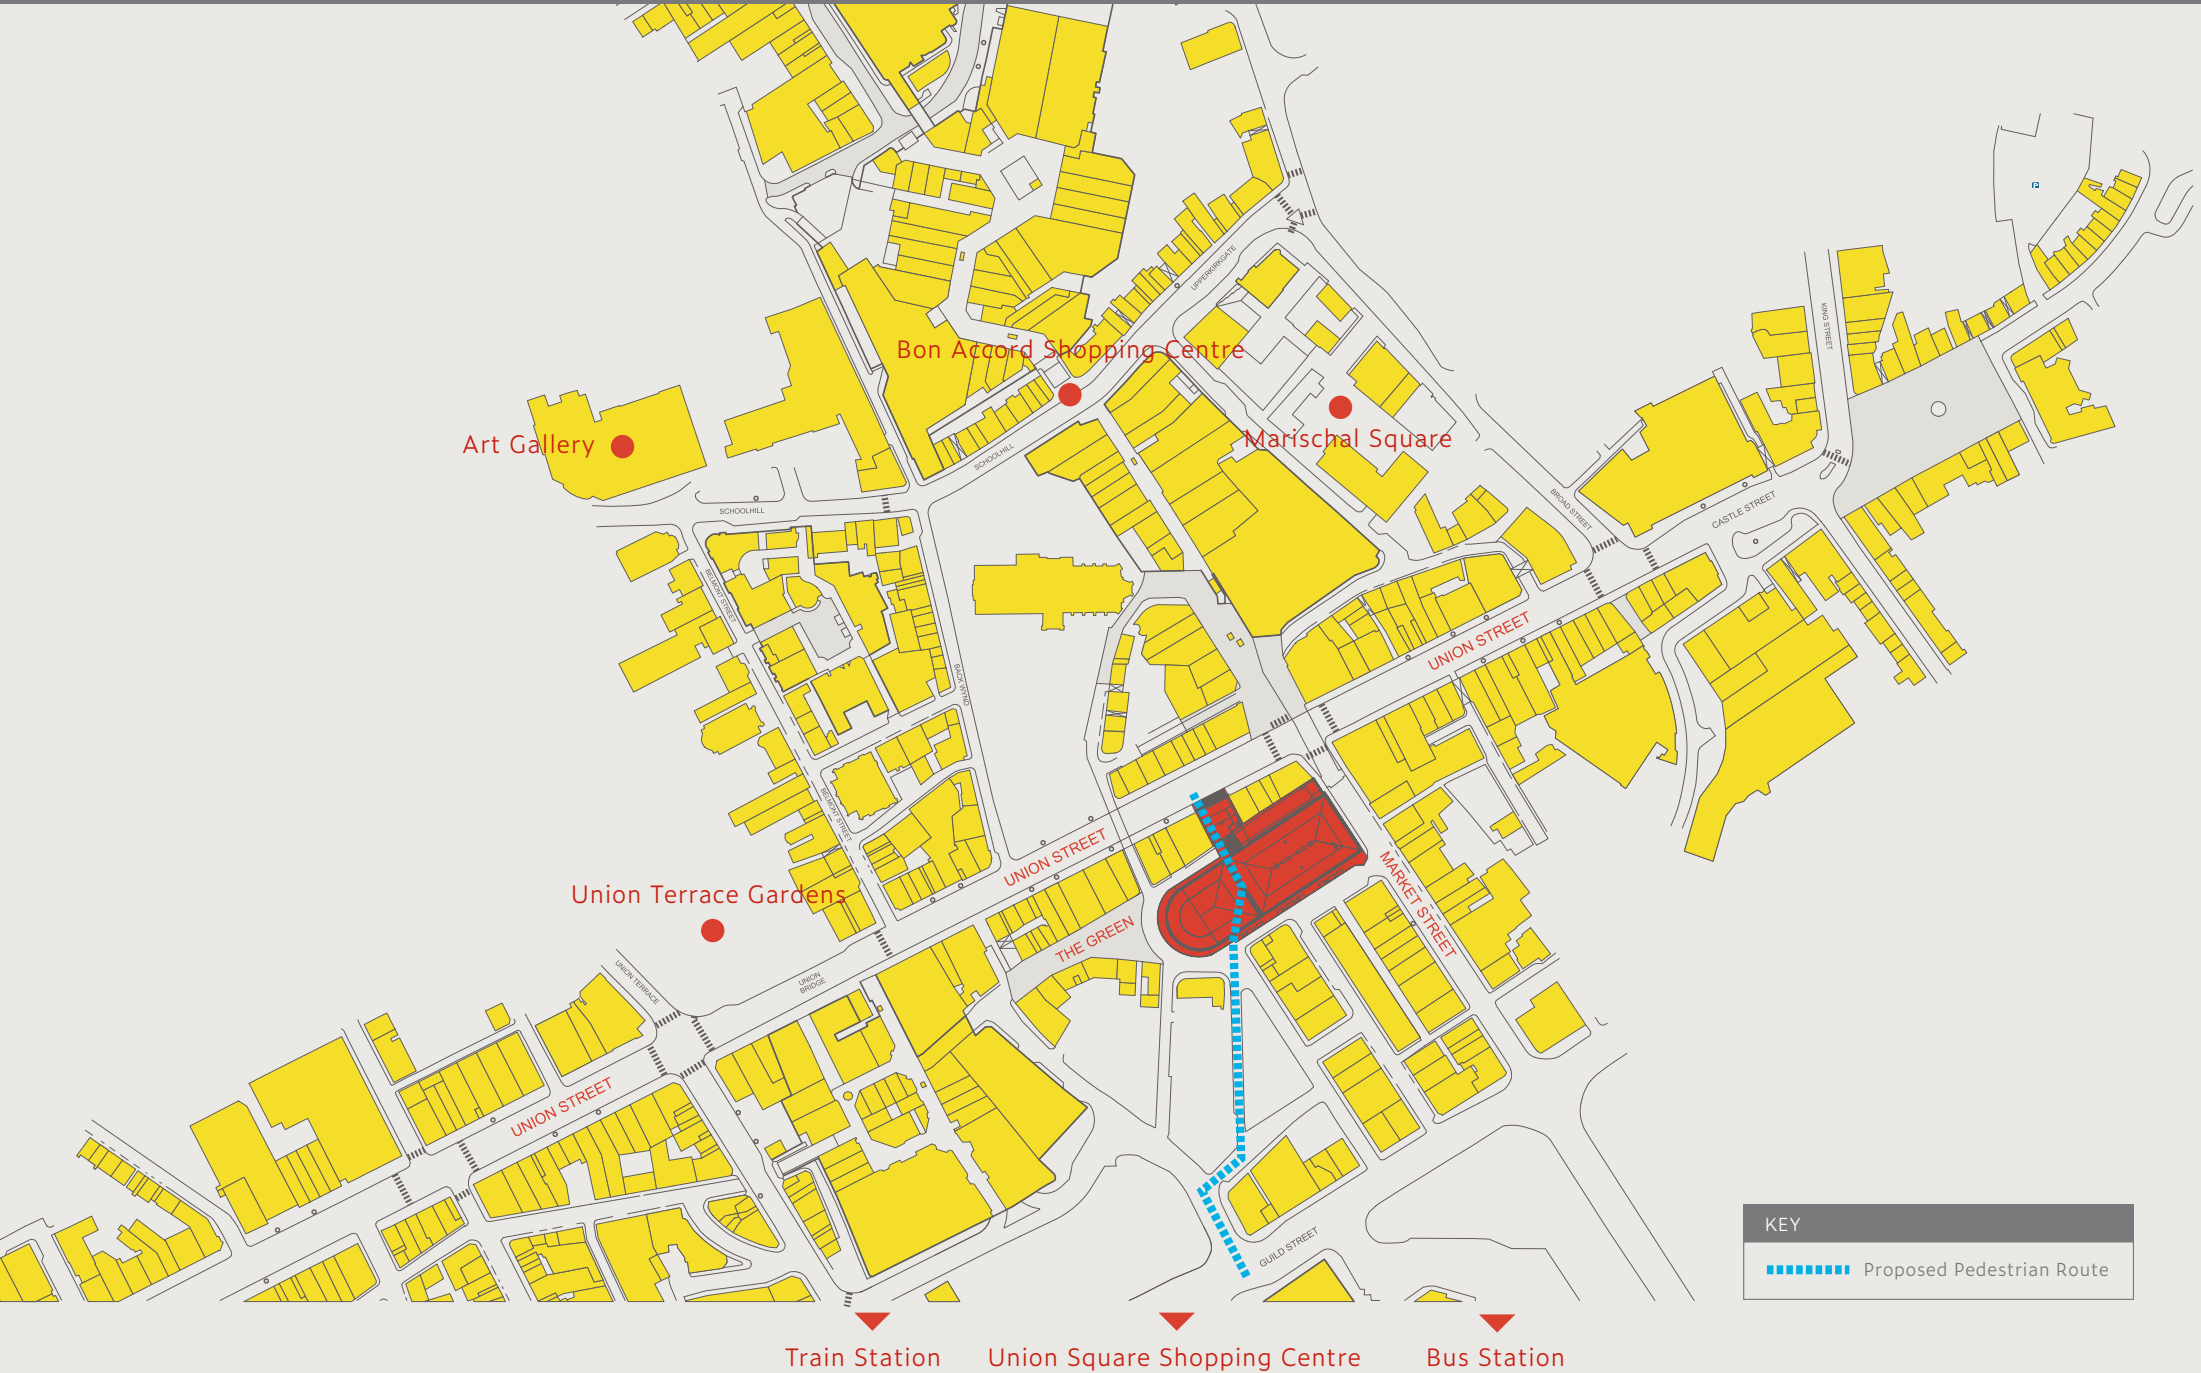 P
UPPERKIRKGATE
KING STREET
Bon Accord Shopping Centre
Marischal Square
Art Gallery
SCHOOLHILL
SCHOOLHILL
BROAD STREET
CASTLE STREET
BELMONT STREET
UNION STREET
BACK WYND
BELMONT STREET
UNION STREET
MARKET STREET
Union Terrace Gardens
THE GREEN
UNION TERRACE
UNION
BRIDGE
UNION STREET
GUILD STREET
KEY
Proposed Pedestrian Route
Train Station
Union Square Shopping Centre
Bus Station